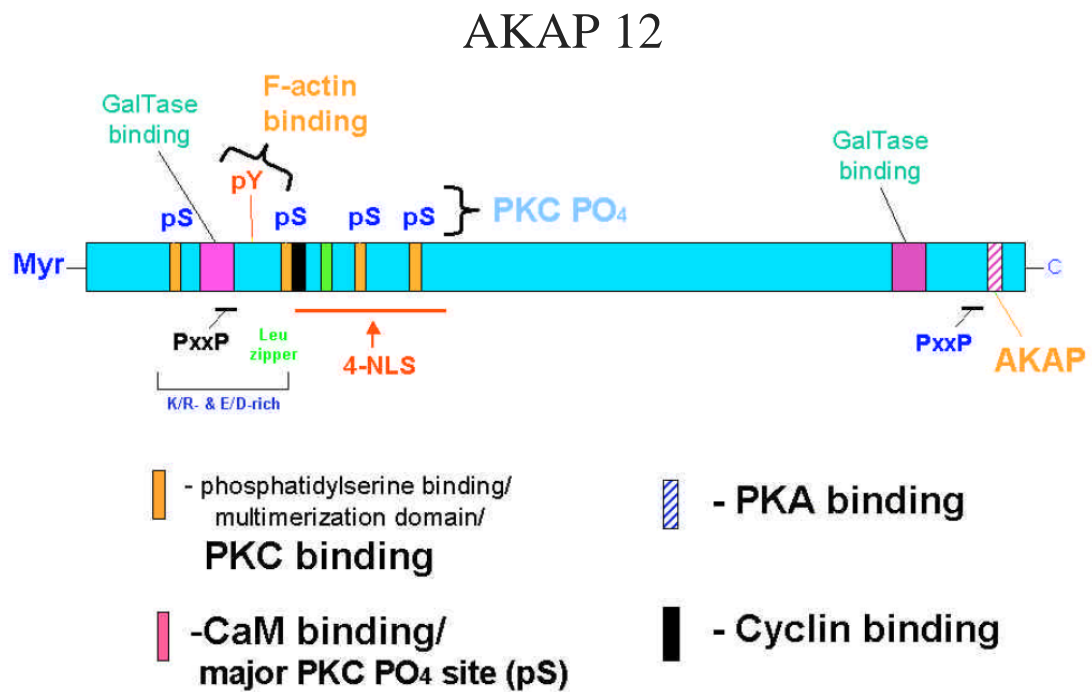 AKAP 12
F-actin
binding
GalTase
binding
GalTase
binding
pY
pS
pS
pS
pS
PKC PO4
Myr
C
PxxP
Leu
zipper
4-NLS
PxxP
AKAP
K/R- & E/D-rich
- phosphatidylserine binding/
multimerization domain/
PKC binding
- PKA binding
-CaM binding/
major PKC PO4 site (pS)
- Cyclin binding